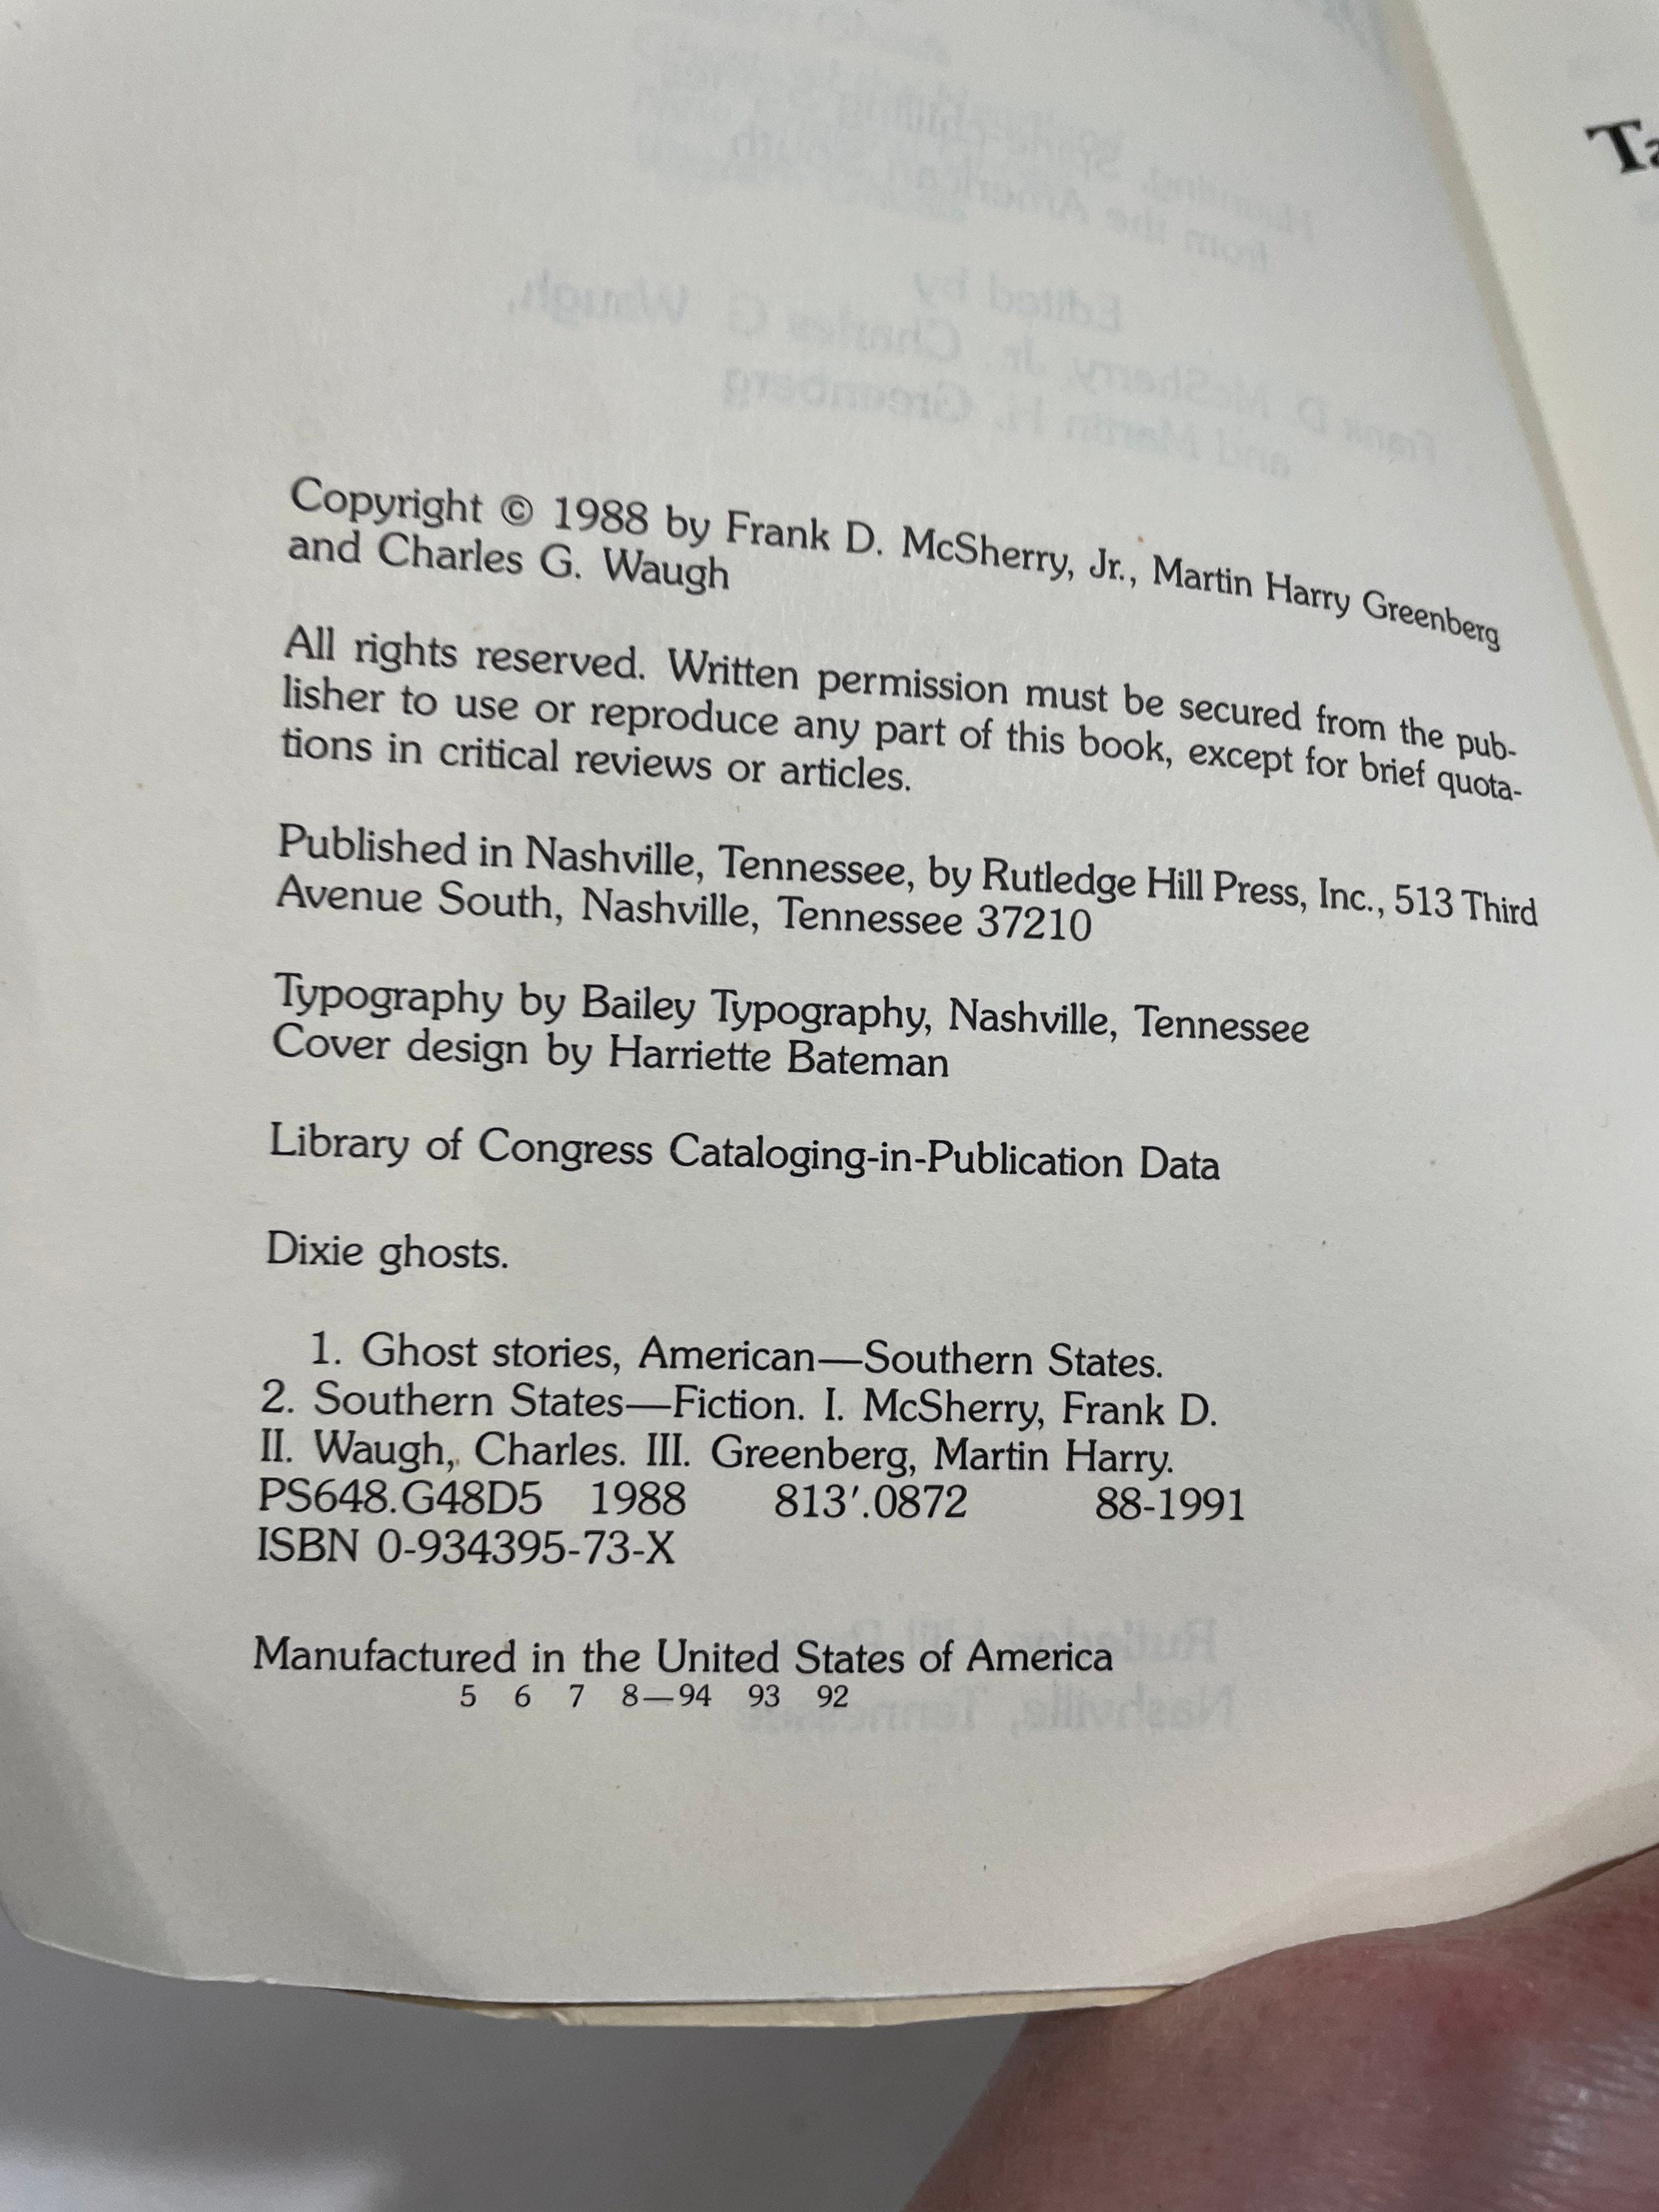 Ta
Copyright © 1988 by Frank D. McSherry, Jr., Martin Harry Greenberg
and Charles G. Waugh
All rights reserved. Written permission must be secured from the pub-
lisher to use or reproduce any part of this book, except for brief quota-
tions in critical reviews or articles.
Published in Nashville, Tennessee, by Rutledge Hill Press, Inc., 513 Third
Avenue South, Nashville, Tennessee 37210
Typography by Bailey Typography, Nashville, Tennessee
Cover design by Harriette Bateman
Library of Congress Cataloging-in-Publication Data
Dixie ghosts.
1. Ghost stories, American—Southern States.
2. Southern States—Fiction. I. McSherry, Frank D.
II. Waugh, Charles. III. Greenberg, Martin Harry.
PS648.G48D5 1988 813'.0872 88-1991
ISBN 0-934395-73-X
Manufactured in the United States of America
5 6 7 8—94 93 92